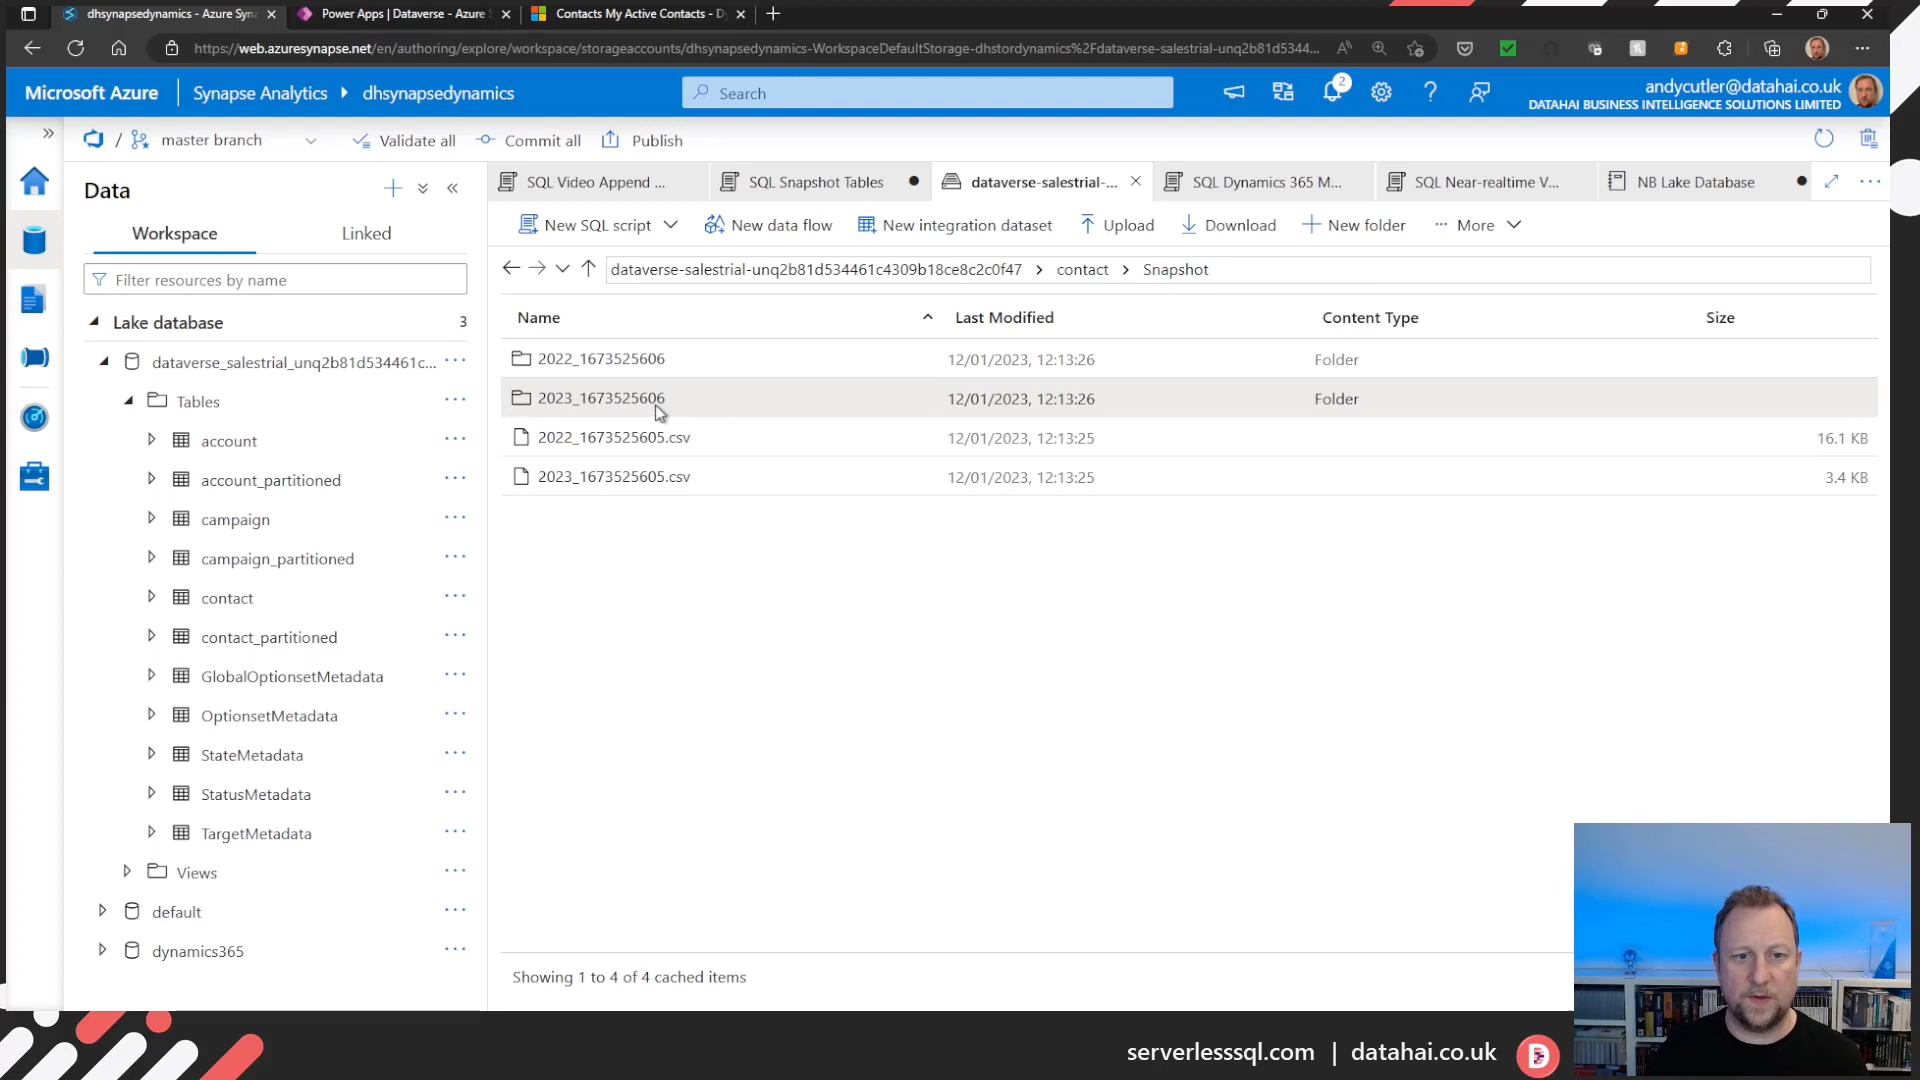 dhsynapsedynamics - Azure Syn
Power Apps | Dataverse - Azure S
Contacts My Active Contacts - Dy
https://web.azuresynapse.net/en/authoring/explore/workspace/storageaccounts/dhsynapsedynamics-WorkspaceDefaultStorage-dhstordynamics%2Fdataverse-salestrial-unq2b81d5344...
Microsoft Azure
Synapse Analytics
dhsynapsedynamics
Search
2
andycutler@datahai.co.uk
DATAHAI BUSINESS INTELLIGENCE SOLUTIONS LIMITED
/ master branch
Validate all
Commit all
Publish
Data
Workspace
Linked
Filter resources by name
Lake database
3
dataverse_salestrial_unq2b81d534461c...
Tables
account
account_partitioned
campaign
campaign_partitioned
contact
contact_partitioned
GlobalOptionsetMetadata
OptionsetMetadata
StateMetadata
StatusMetadata
TargetMetadata
Views
default
dynamics365
SQL Video Append ...
SQL Snapshot Tables
dataverse-salestrial-...
SQL Dynamics 365 M...
SQL Near-realtime V...
NB Lake Database
New SQL script
New data flow
New integration dataset
Upload
Download
New folder
More
dataverse-salestrial-unq2b81d534461c4309b18ce8c2c0f47 > contact > Snapshot
Name Last Modified Content Type Size
2022_1673525606 12/01/2023, 12:13:26 Folder
2023_1673525606 12/01/2023, 12:13:26 Folder
2022_1673525605.csv 12/01/2023, 12:13:25 16.1 KB
2023_1673525605.csv 12/01/2023, 12:13:25 3.4 KB
Showing 1 to 4 of 4 cached items
serverlesssql.com | datahai.co.uk
D